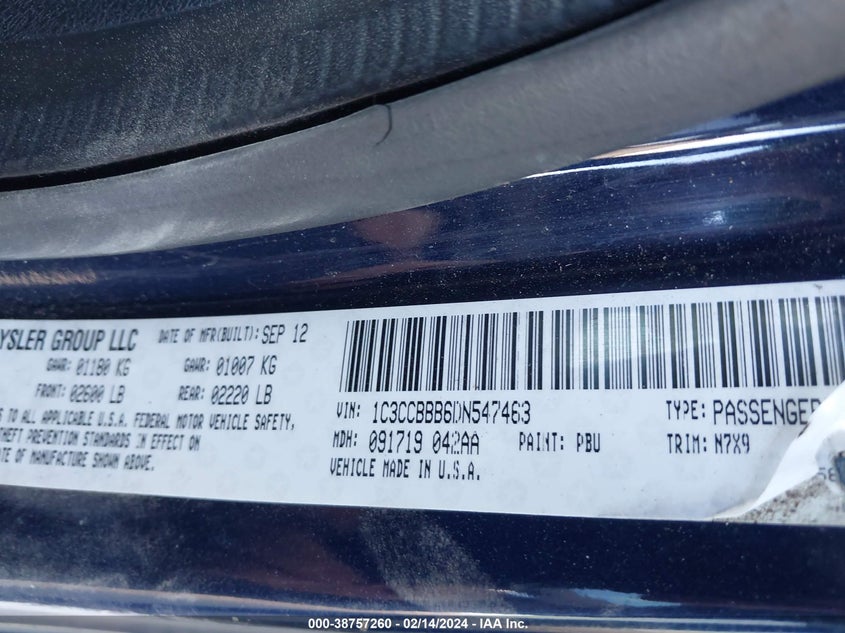 YSLER GROUP LLC DATE OF MFR(BUILT): SEP 12
GAWR: 01180 KG GAWR: 01007 KG
FRONT: 02600 LB REAR: 02220 LB
S TO ALL APPLICABLE U.S.A. FEDERAL MOTOR VEHICLE SAFETY,
THEFT PREVENTION STANDARDS IN EFFECT ON
TE OF MANUFACTURE SHOWN ABOVE.
VIN: 1C3CCBBB6DN547463 TYPE: PASSENGER
MDH: 091719 042AA PAINT: PBU TRIM: N7X9
VEHICLE MADE IN U.S.A.
000-38757260 - 02/14/2024 - IAA Inc.